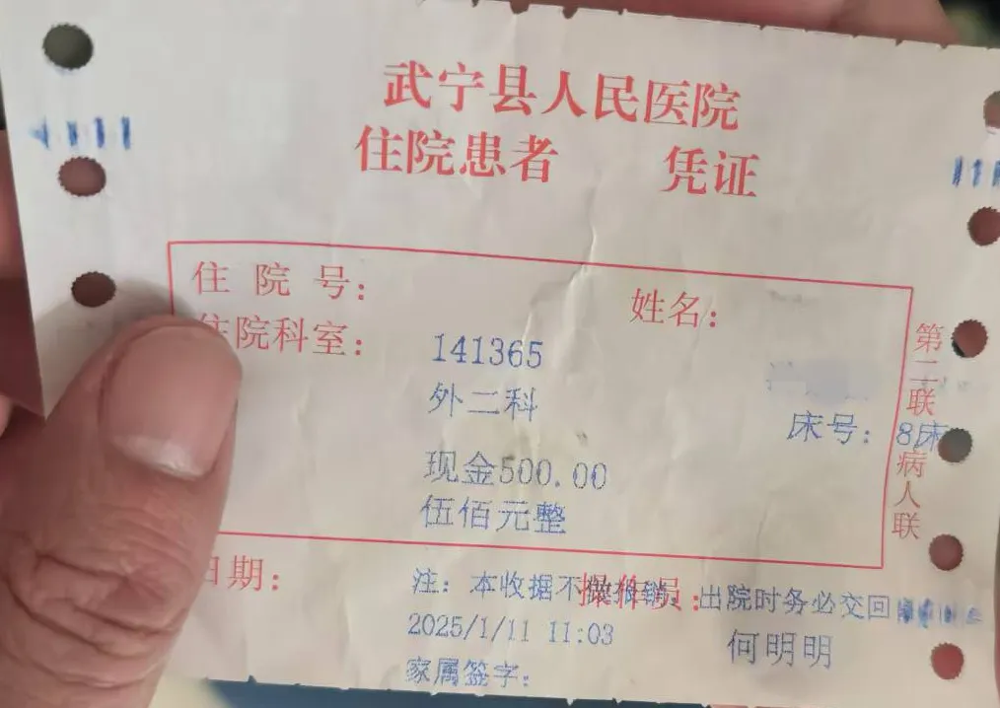 武宁县人民医院
住院患者 凭证
住院号：
姓名：
住院科室：
141365
外二科
床号：8床
现金500.00
伍佰元整
第二联
病人联
日期：
操作员：
注：本收据不做报销，出院时务必交回
2025/1/11 11:03
何明明
家属签字：